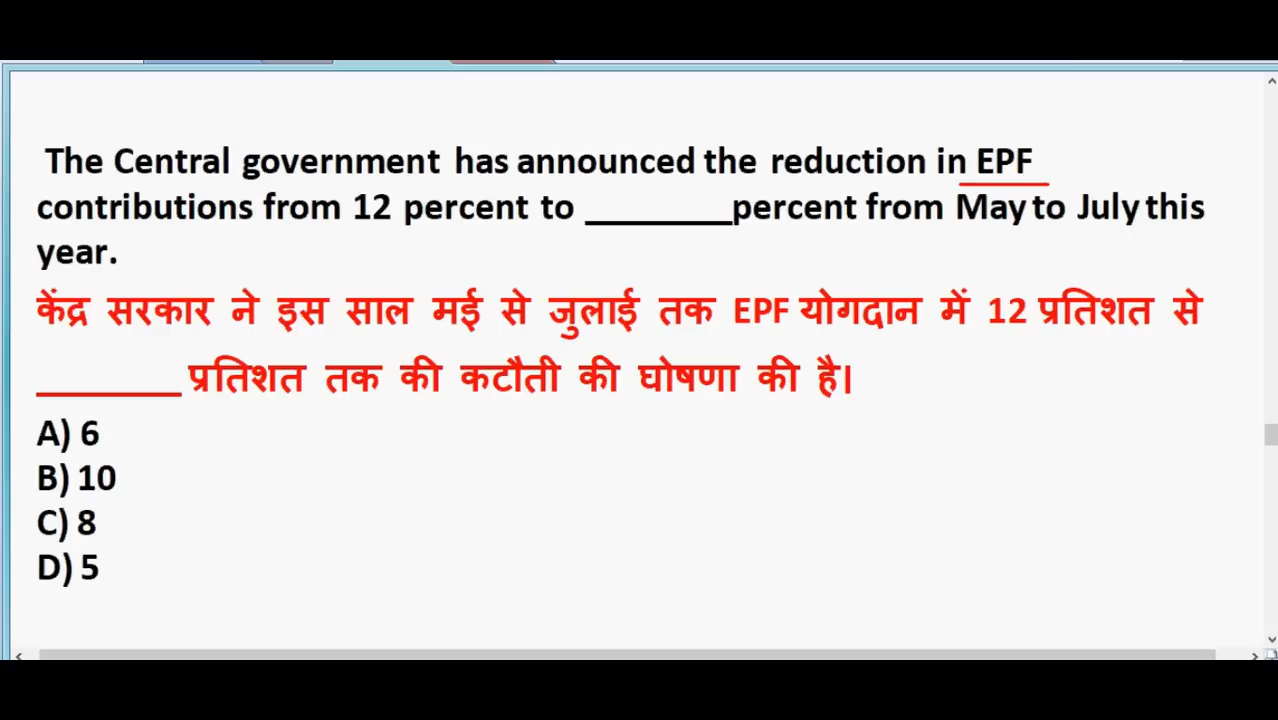 The Central government has announced the reduction in EPF
contributions from 12 percent to ________percent from May to July this
year.
केंद्र सरकार ने इस साल मई से जुलाई तक EPF योगदान में 12 प्रतिशत से
________ प्रतिशत तक की कटौती की घोषणा की है।
A) 6
B) 10
C) 8
D) 5